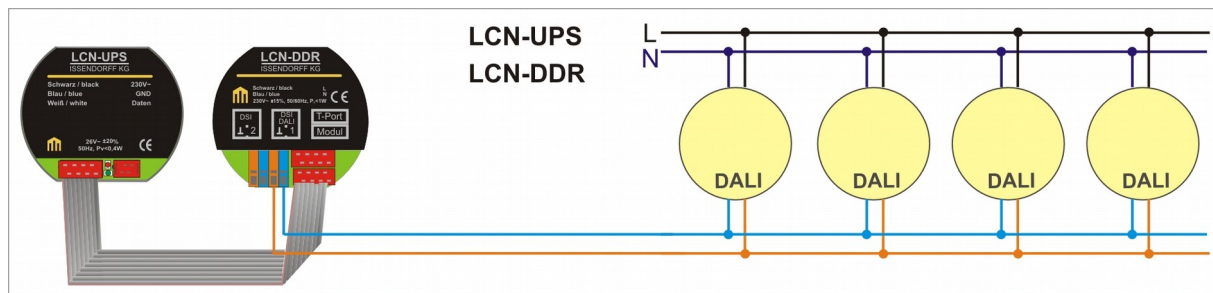 LCN-UPS
ISSENDORFF KG
Schwarz / black 230V~
Blau / blue GND
Weiß / white Daten
26V~ ±20%
50Hz, Pv<0,4W
CE
LCN-DDR
ISSENDORFF KG
Schwarz / black L
Blau / blue N
230V~ ±15%, 50/60Hz, Pv<1W
CE
DSI
2
DSI
DALI
1
T-Port
Modul
LCN-UPS
LCN-DDR
L
N
DALI
DALI
DALI
DALI